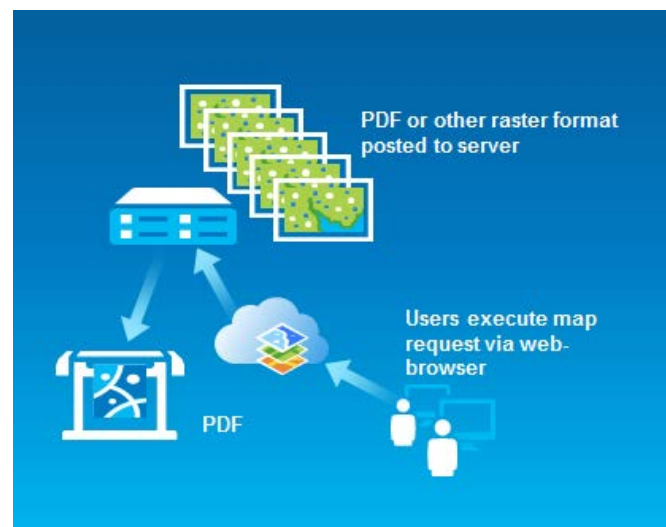 PDF or other raster format
posted to server
Users execute map
request via web-
browser
PDF